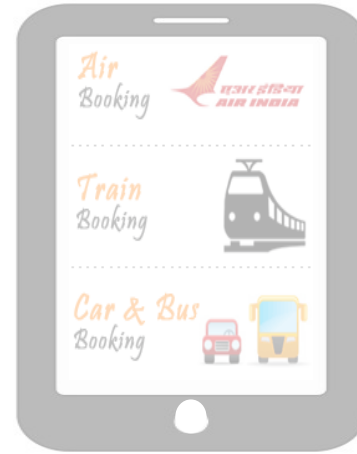 Air
Booking
एअर इंडिया
AIR INDIA
Train
Booking
Car & Bus
Booking